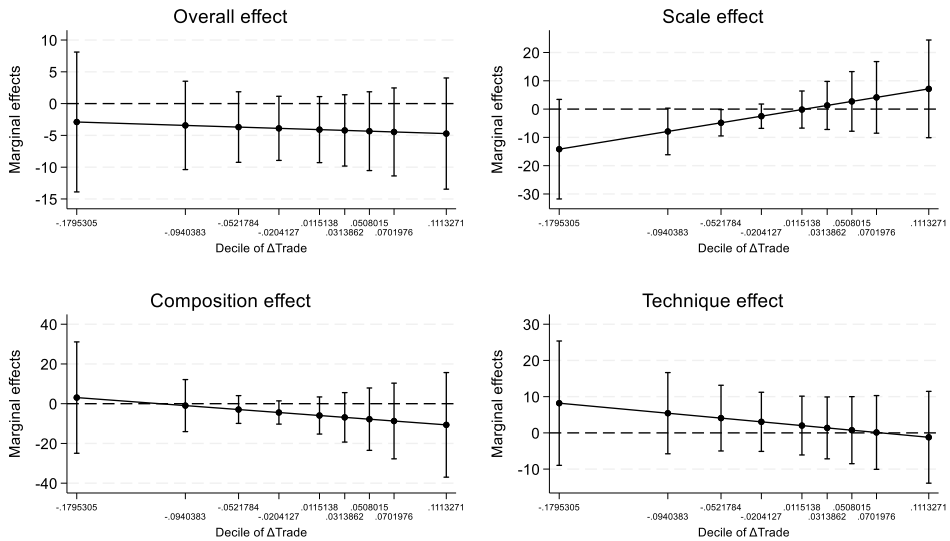 Overall effect
Marginal effects
10
5
0
-5
-10
-15
-.1795305 -.0940383 -.0521784 -.0204127 .0115138 .0313862 .0508015 .0701976 .1113271
Decile of ΔTrade
Scale effect
Marginal effects
20
10
0
-10
-20
-30
-.1795305 -.0940383 -.0521784 -.0204127 .0115138 .0313862 .0508015 .0701976 .1113271
Decile of ΔTrade
Composition effect
Marginal effects
40
20
0
-20
-40
-.1795305 -.0940383 -.0521784 -.0204127 .0115138 .0313862 .0508015 .0701976 .1113271
Decile of ΔTrade
Technique effect
Marginal effects
30
20
10
0
-10
-.1795305 -.0940383 -.0521784 -.0204127 .0115138 .0313862 .0508015 .0701976 .1113271
Decile of ΔTrade